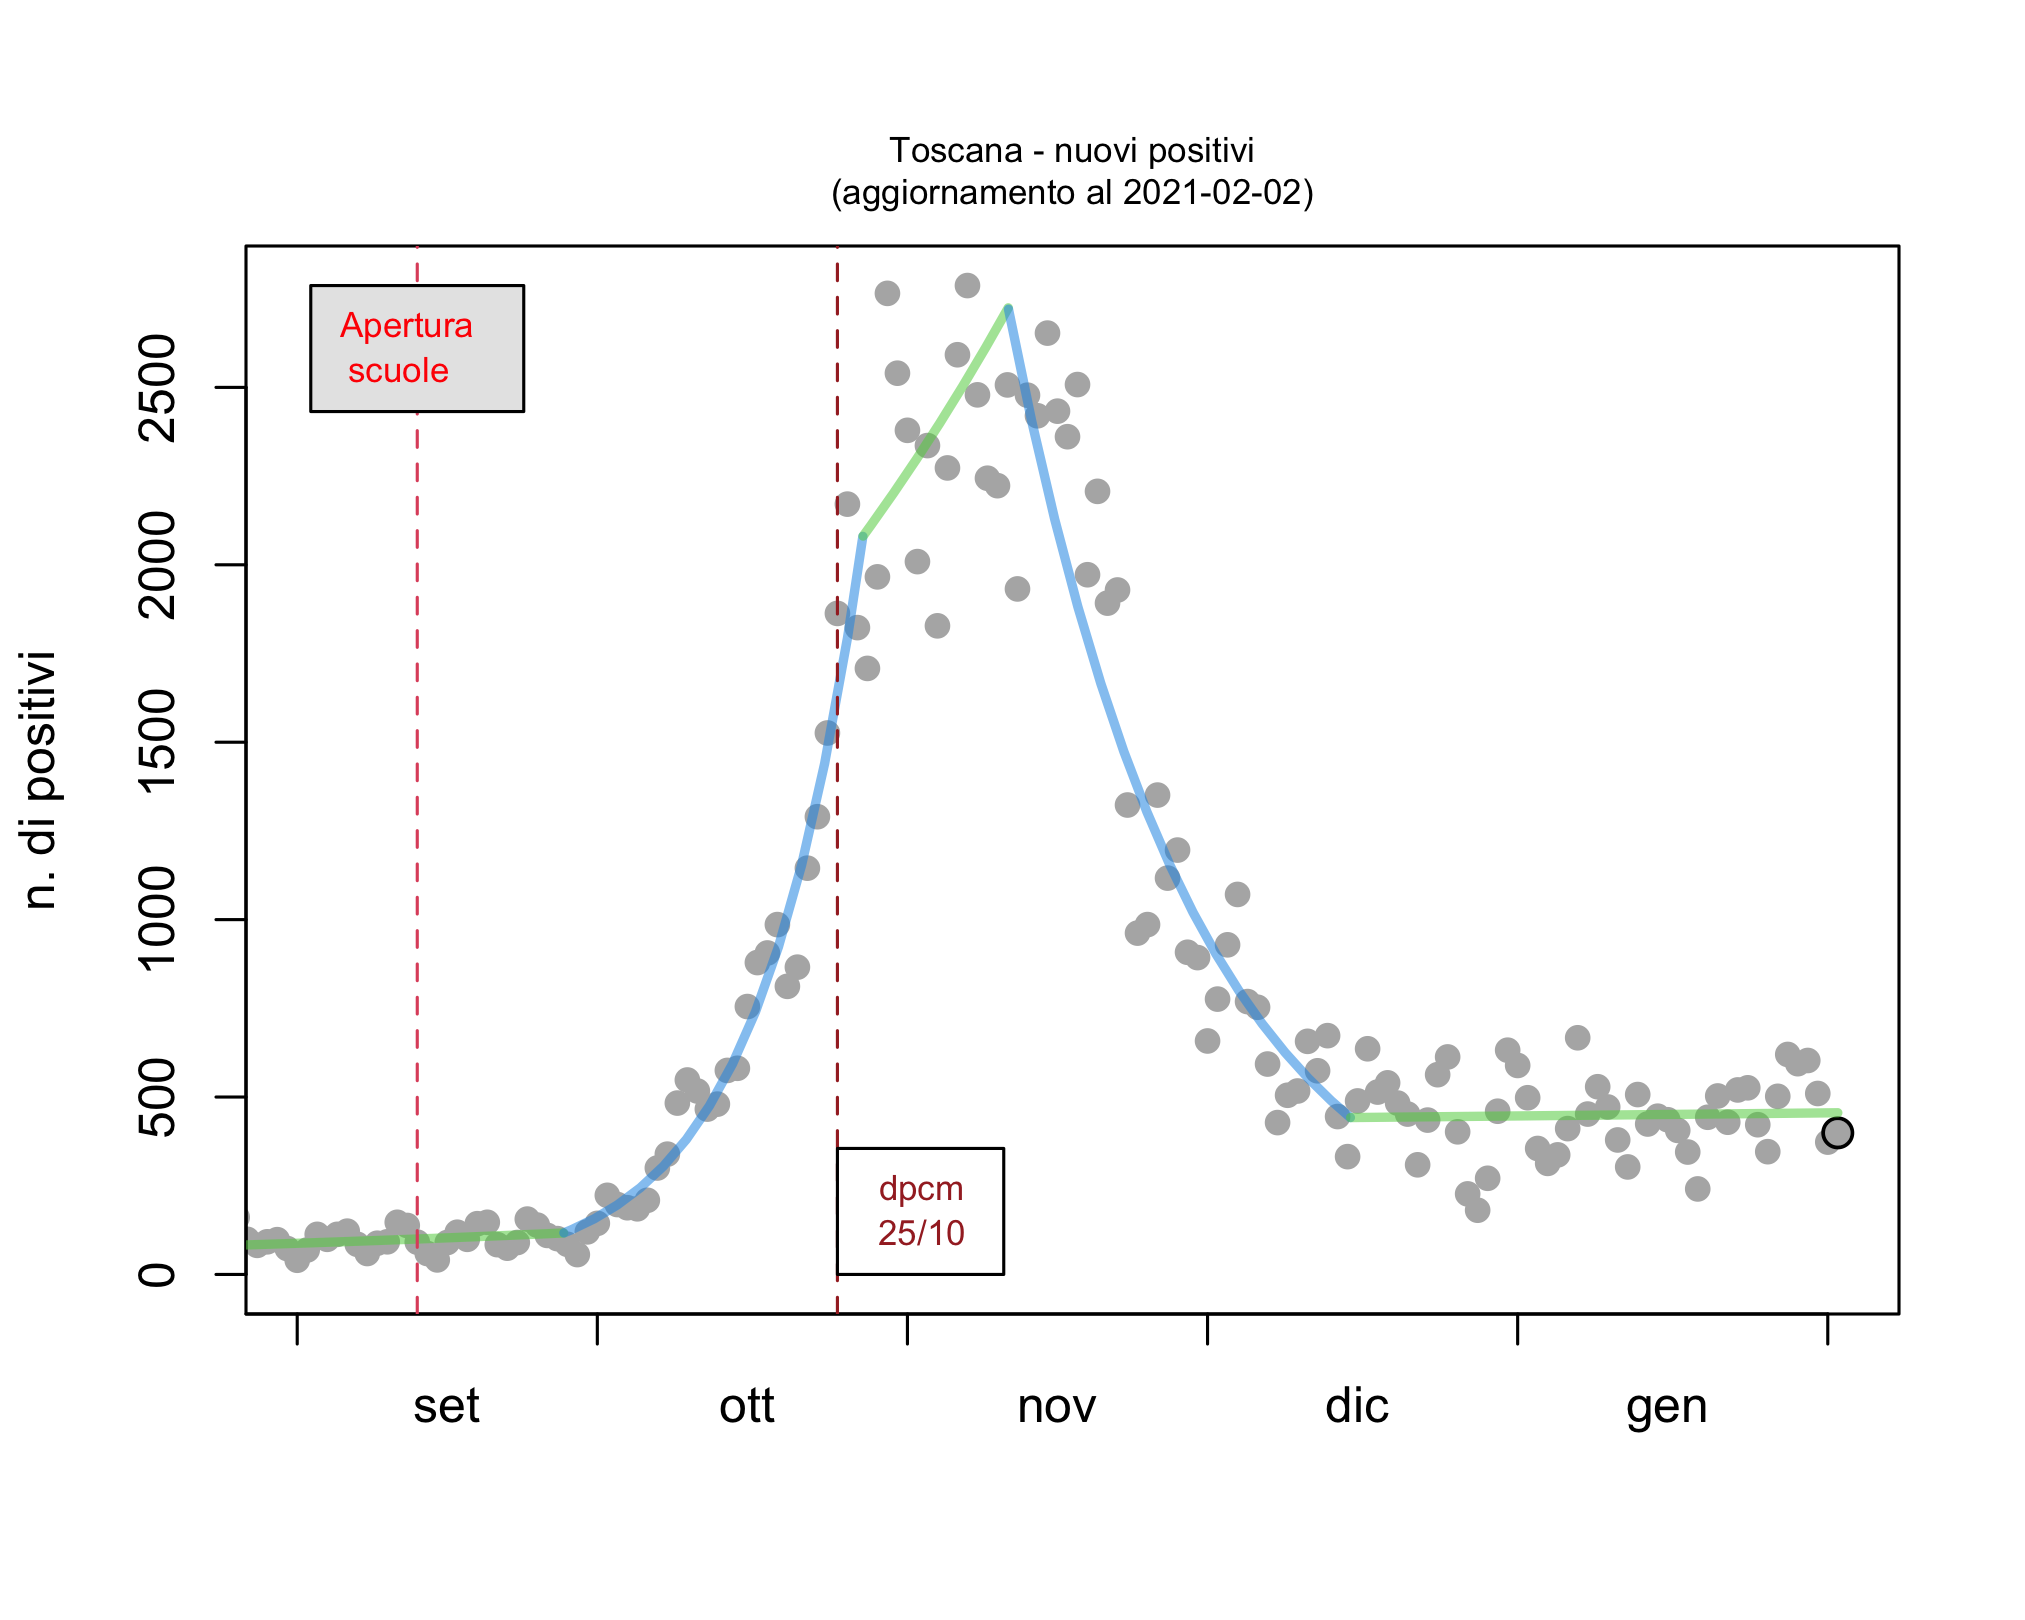 Toscana - nuovi positivi
(aggiornamento al 2021-02-02)
n. di positivi
2500
2000
1500
1000
500
0
Apertura
scuole
dpcm
25/10
set ott nov dic gen